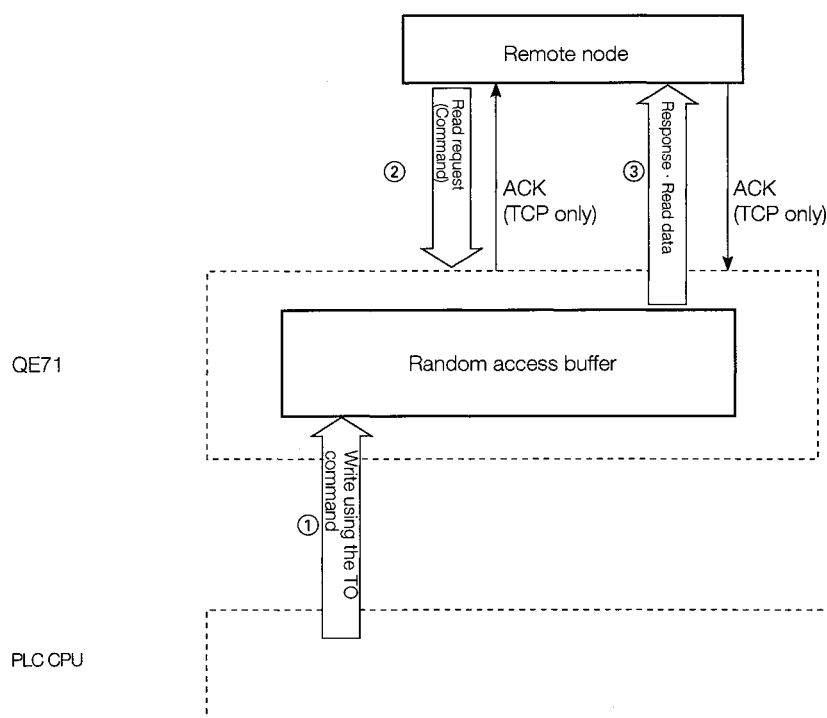 Remote node
Read request
(Command)
②
ACK
(TCP only)
③
Response · Read data
ACK
(TCP only)
QE71
Random access buffer
①
Write using the TO
command
PLC CPU